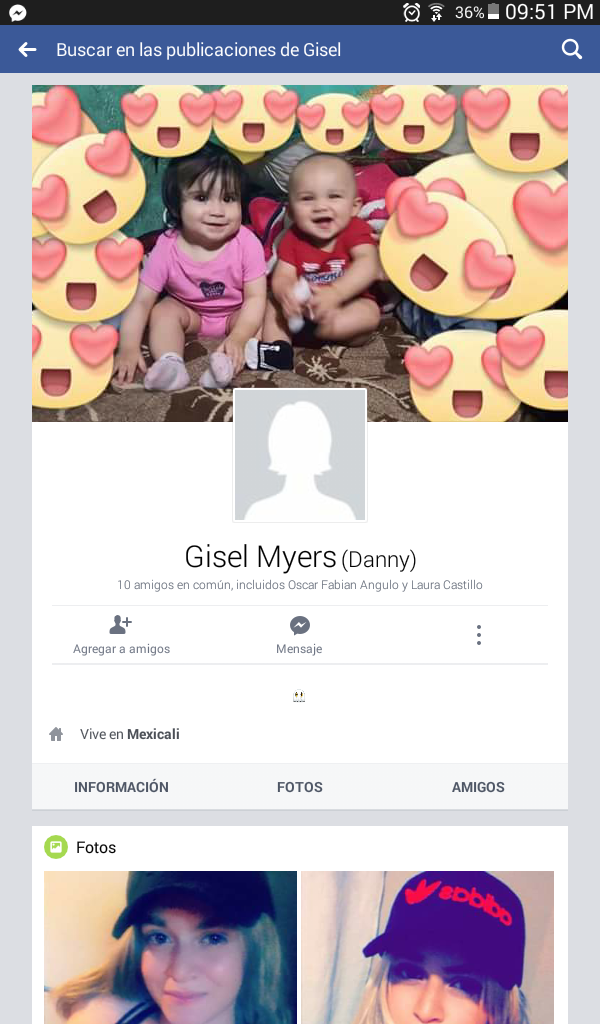 36% 09:51 PM
Buscar en las publicaciones de Gisel
Gisel Myers (Danny)
10 amigos en común, incluidos Oscar Fabian Angulo y Laura Castillo
Agregar a amigos
Mensaje
Vive en Mexicali
INFORMACIÓN
FOTOS
AMIGOS
Fotos
adidas